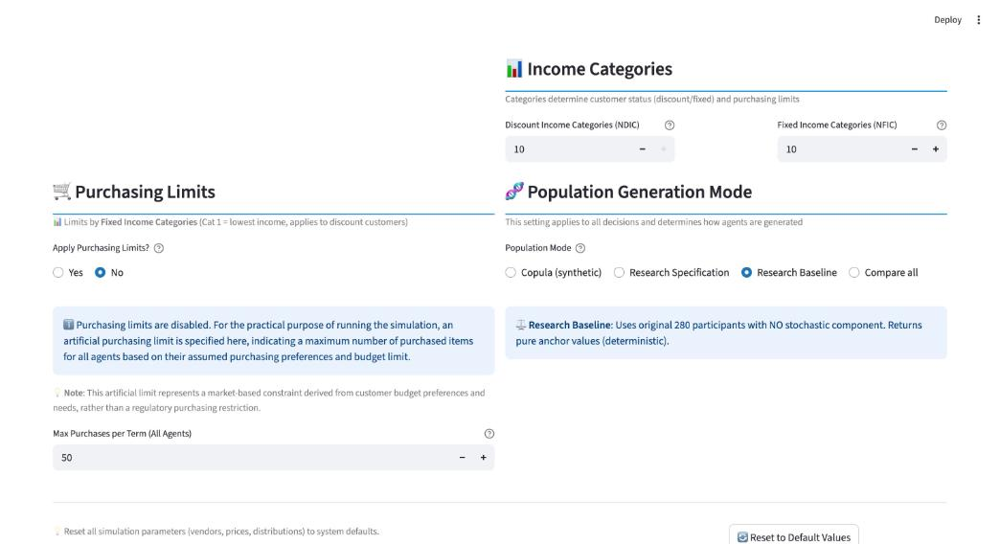 Deploy
Income Categories
Categories determine customer status (discount/fixed) and purchasing limits
Discount Income Categories (NDIC)
Fixed Income Categories (NFIC)
10
10
Purchasing Limits
Limits by Fixed Income Categories (Cat 1 = lowest income, applies to discount customers)
Apply Purchasing Limits?
Yes
No
Purchasing limits are disabled. For the practical purpose of running the simulation, an
artificial purchasing limit is specified here, indicating a maximum number of purchased items
for all agents based on their assumed purchasing preferences and budget limit.
Note: This artificial limit represents a market-based constraint derived from customer budget preferences and
needs, rather than a regulatory purchasing restriction.
Max Purchases per Term (All Agents)
50
Population Generation Mode
This setting applies to all decisions and determines how agents are generated
Population Mode
Copula (synthetic)
Research Specification
Research Baseline
Compare all
Research Baseline: Uses original 280 participants with NO stochastic component. Returns
pure anchor values (deterministic).
Reset all simulation parameters (vendors, prices, distributions) to system defaults.
Reset to Default Values